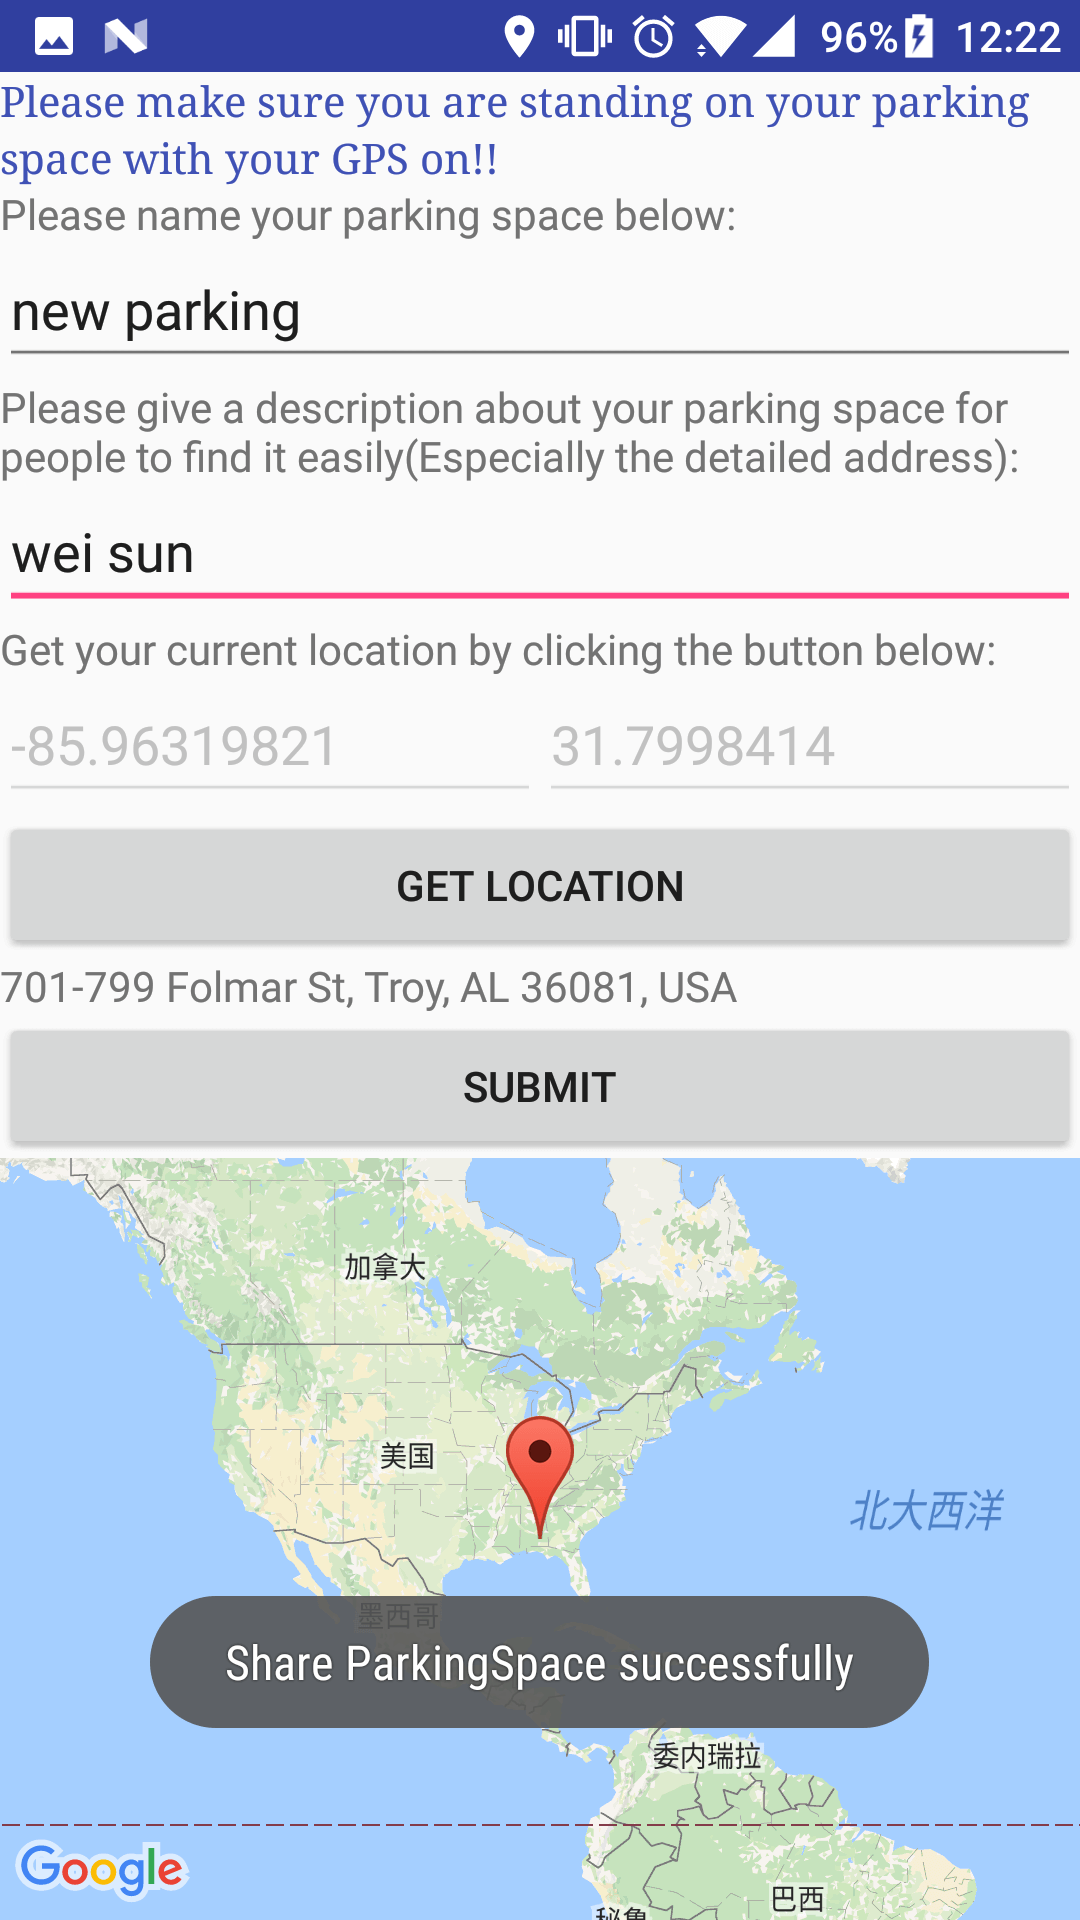 96% 12:22
Please make sure you are standing on your parking
space with your GPS on!!
Please name your parking space below:
new parking
Please give a description about your parking space for
people to find it easily(Especially the detailed address):
wei sun
Get your current location by clicking the button below:
-85.96319821 31.7998414
GET LOCATION
701-799 Folmar St, Troy, AL 36081, USA
SUBMIT
加拿大
美国
北大西洋
墨西哥
Share ParkingSpace successfully
委内瑞拉
Google
巴西
秘鲁